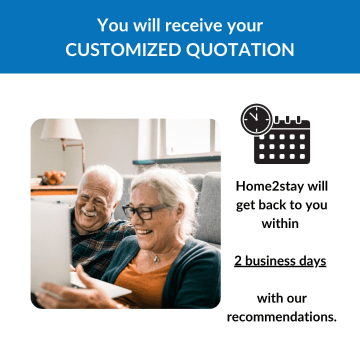 You will receive your
CUSTOMIZED QUOTATION
Home2stay will
get back to you
within
2 business days
with our
recommendations.